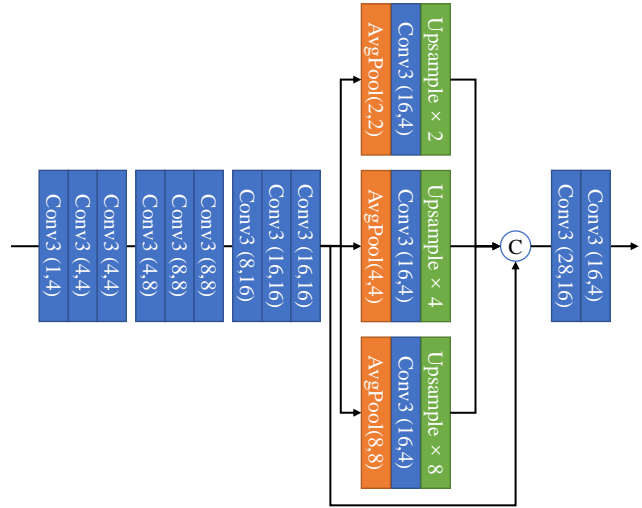 Conv3 (1,4)
Conv3 (4,4)
Conv3 (4,4)
Conv3 (4,8)
Conv3 (8,8)
Conv3 (8,8)
Conv3 (8,16)
Conv3 (16,16)
Conv3 (16,16)
AvgPool(2,2)
Conv3 (16,4)
Upsample × 2
AvgPool(4,4)
Conv3 (16,4)
Upsample × 4
AvgPool(8,8)
Conv3 (16,4)
Upsample × 8
C
Conv3 (28,16)
Conv3 (16,4)